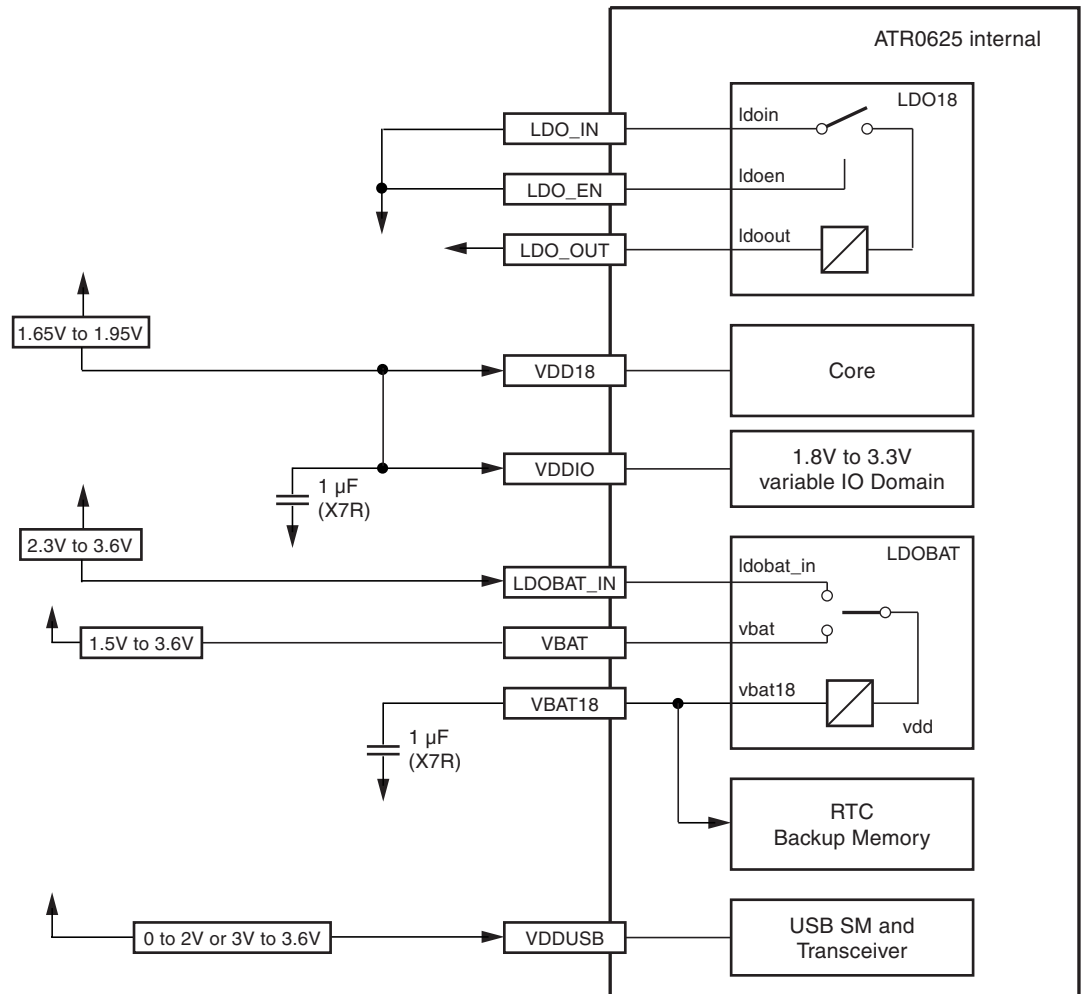 ATR0625 internal
LDO18
LDO_IN
ldoin
LDO_EN
ldoen
LDO_OUT
ldoout
1.65V to 1.95V
VDD18
Core
VDDIO
1.8V to 3.3V
variable IO Domain
1 µF
(X7R)
2.3V to 3.6V
LDOBAT
LDOBAT_IN
ldobat_in
1.5V to 3.6V
VBAT
vbat
VBAT18
vbat18
vdd
1 µF
(X7R)
RTC
Backup Memory
0 to 2V or 3V to 3.6V
VDDUSB
USB SM and
Transceiver